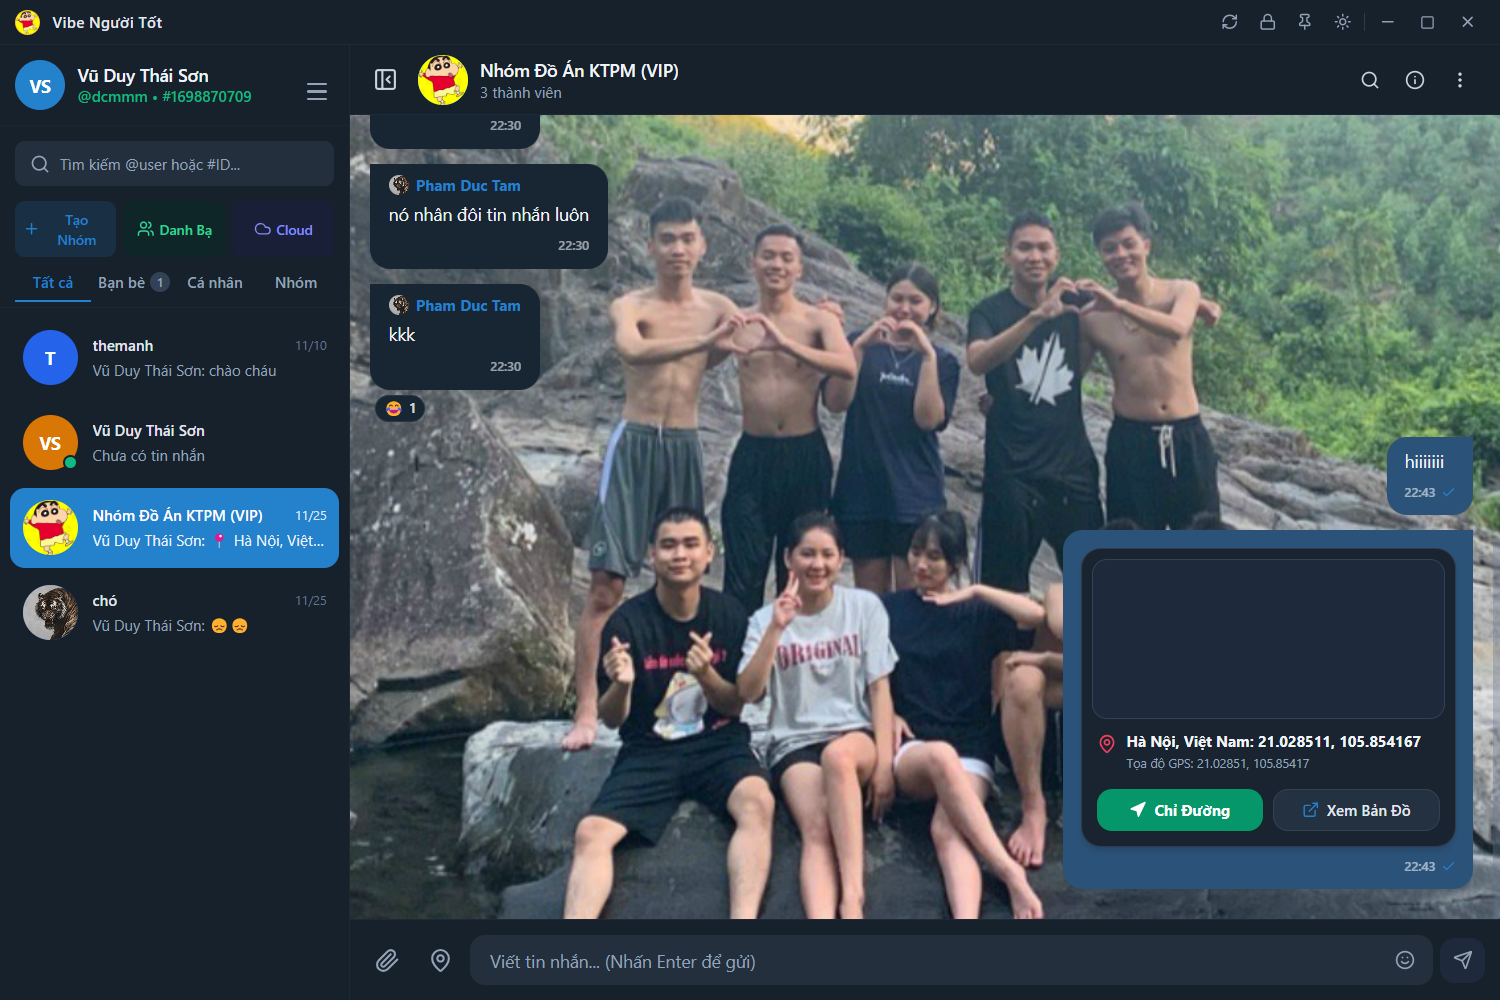 Vibe Người Tốt
VS
Vũ Duy Thái Sơn
@dcmmm • #1698870709
Tìm kiếm @user hoặc #ID...
Tạo Nhóm
Danh Bạ
Cloud
Tất cả
Bạn bè 1
Cá nhân
Nhóm
T
themanh
11/10
Vũ Duy Thái Sơn: chào cháu
VS
Vũ Duy Thái Sơn
Chưa có tin nhắn
Nhóm Đồ Án KTPM (VIP)
11/25
Vũ Duy Thái Sơn: 📍 Hà Nội, Việt...
chó
11/25
Vũ Duy Thái Sơn: 😞😞
Nhóm Đồ Án KTPM (VIP)
3 thành viên
22:30
Pham Duc Tam
nó nhân đôi tin nhắn luôn
22:30
Pham Duc Tam
kkk
22:30
😂 1
hiiiiiii
22:43
ORIGINAL
Hà Nội, Việt Nam: 21.028511, 105.854167
Tọa độ GPS: 21.02851, 105.85417
Chỉ Đường
Xem Bản Đồ
22:43
Viết tin nhắn... (Nhấn Enter để gửi)